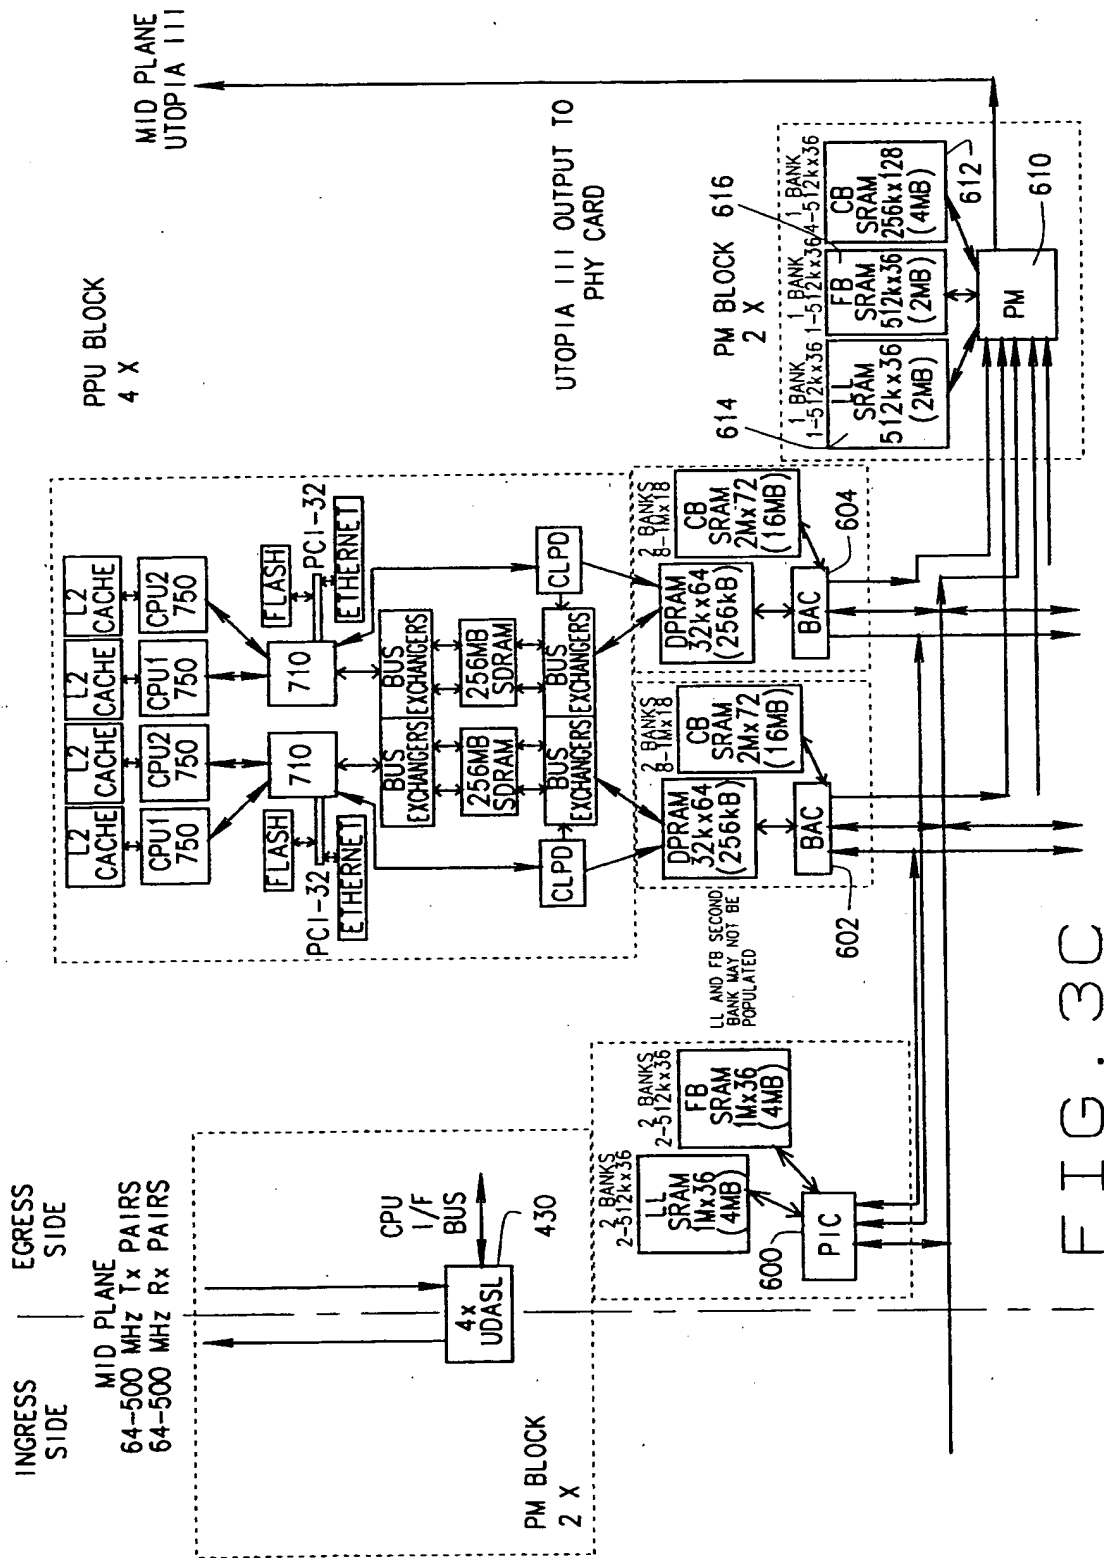 INGRESS
SIDE
EGRESS
SIDE
MID PLANE
64-500 MHz Tx PAIRS
64-500 MHz Rx PAIRS
PM BLOCK
2 X
4x
UDASL
CPU
I/F
BUS
430
PPU BLOCK
4 X
MID PLANE
UTOPIA III
L2
CACHE
L2
CACHE
L2
CACHE
L2
CACHE
CPU1
750
CPU2
750
CPU1
750
CPU2
750
FLASH
PCI-32
ETHERNET
710
710
FLASH
PCI-32
ETHERNET
BUS
EXCHANGERS
BUS
EXCHANGERS
256MB
SDRAM
256MB
SDRAM
CLPD
BUS
EXCHANGERS
BUS
EXCHANGERS
CLPD
UTOPIA III OUTPUT TO
PHY CARD
2 BANKS
2-512kx36
LL
SRAM
1Mx36
(4MB)
2 BANKS
2-512kx36
FB
SRAM
1Mx36
(4MB)
600
PIC
LL AND FB SECOND
BANK MAY NOT BE
POPULATED
DPRAM
32kx64
(256kB)
2 BANKS
8-1Mx18
CB
SRAM
2Mx72
(16MB)
BAC
602
DPRAM
32kx64
(256kB)
2 BANKS
8-1Mx18
CB
SRAM
2Mx72
(16MB)
BAC
604
614
PM BLOCK
2 X
616
1 BANK
1-512kx36
LL
SRAM
512kx36
(2MB)
1 BANK
1-512kx36
FB
SRAM
512kx36
(2MB)
1 BANK
4-512kx36
CB
SRAM
256kx128
(4MB)
612
PM
610
FIG. 3C